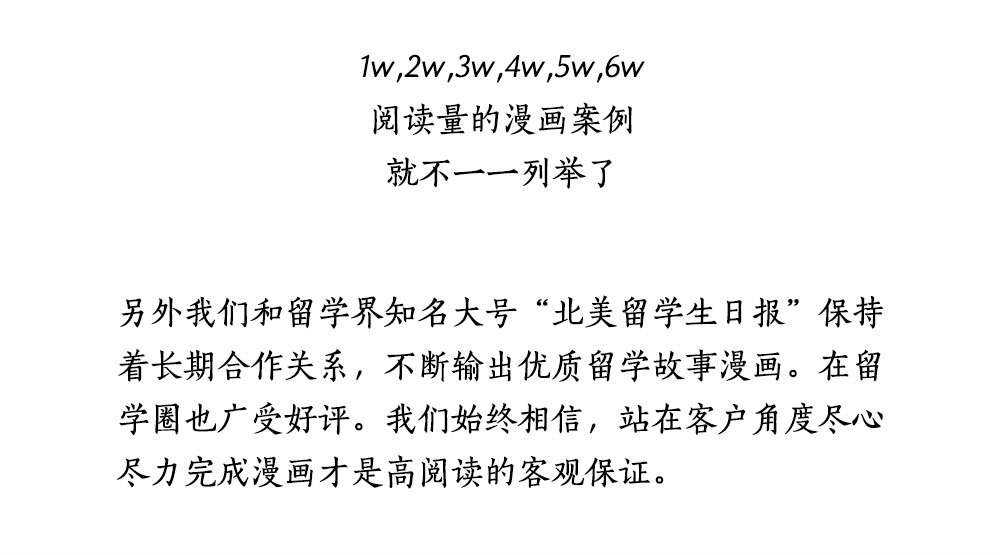 1w,2w,3w,4w,5w,6w
阅读量的漫画案例
就不一一列举了
另外我们和留学界知名大号“北美留学生日报”保持
着长期合作关系，不断输出优质留学故事漫画。在留
学圈也广受好评。我们始终相信，站在客户角度尽心
尽力完成漫画才是高阅读的客观保证。